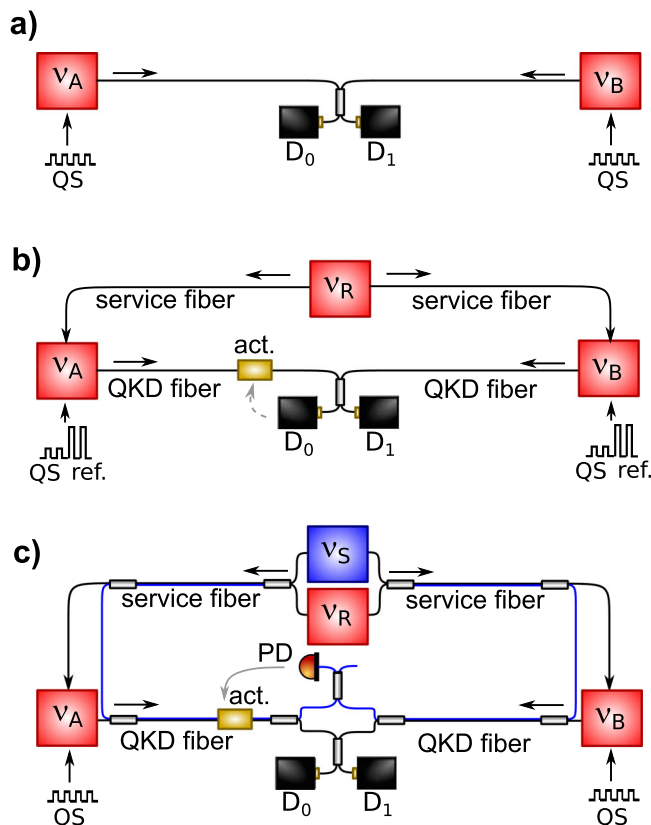 a)
νA νB
QS QS
D0 D1
b)
νR
service fiber service fiber
νA act. νB
QKD fiber QKD fiber
D0 D1
QS ref. QS ref.
c)
νS
service fiber νR service fiber
PD
νA act. νB
QKD fiber QKD fiber
D0 D1
QS QS